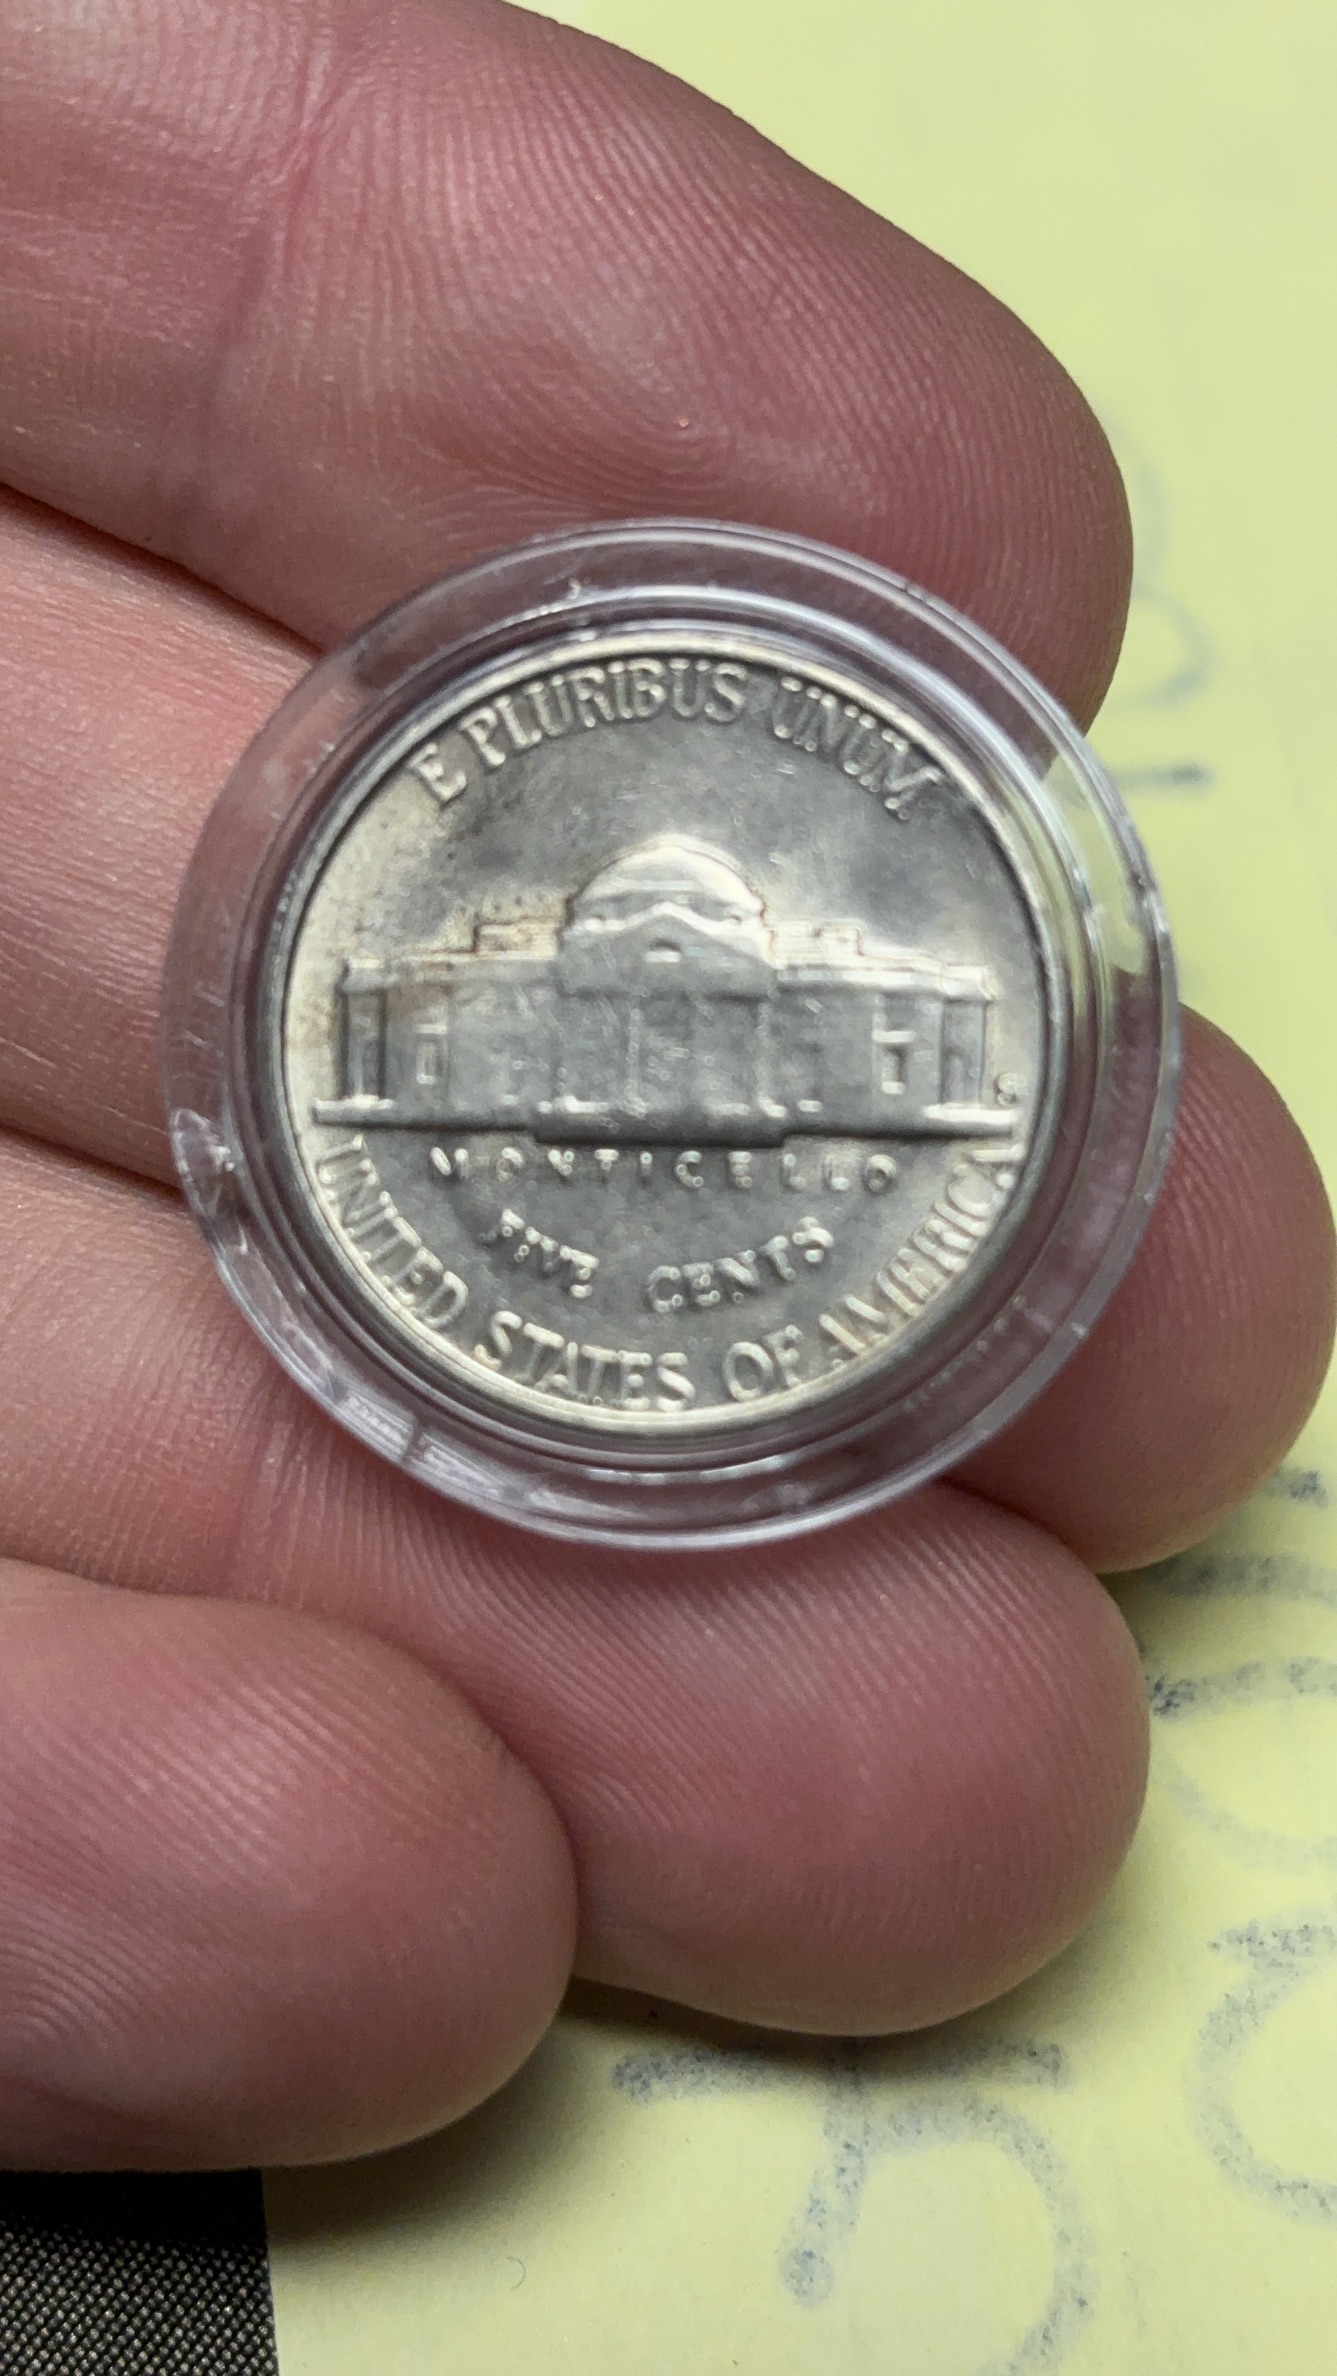 E PLURIBUS UNUM
S
MONTICELLO
FIVE CENTS
UNITED STATES OF AMERICA